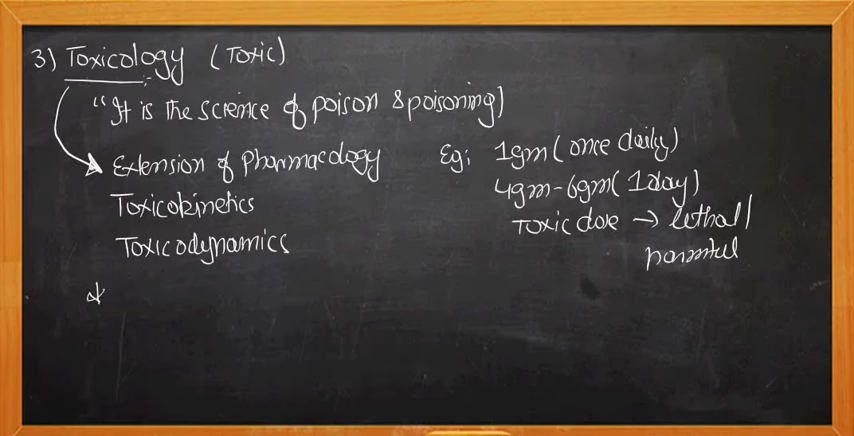 3) Toxicology (Toxic)
"It is the science of poison & poisoning)
Extension of pharmacology
Toxicokinetics
Toxicodynamics
Eg: 1gm (once daily)
4gm-6gm (1day)
Toxic dose → lethal/